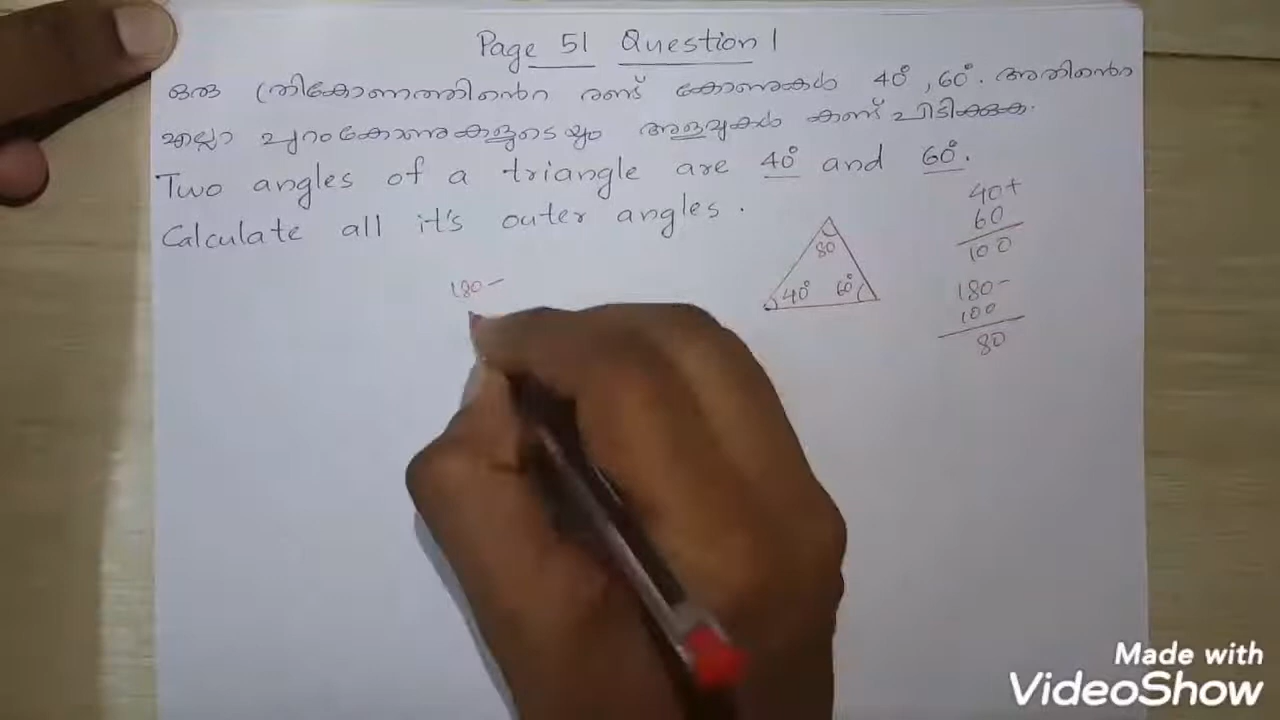 Page 51 Question 1
ഒരു ത്രികോണത്തിൻറെ രണ്ട് കോണുകൾ 40°, 60°. അതിൻറെ
എല്ലാ പുറംകോണുകളുടെയും അളവുകൾ കണ്ട് പിടിക്കുക.
Two angles of a triangle are 40° and 60°.
Calculate all it's outer angles.
40+
60
100
180-
100
80
80
40° 60°
180-
Made with
VideoShow